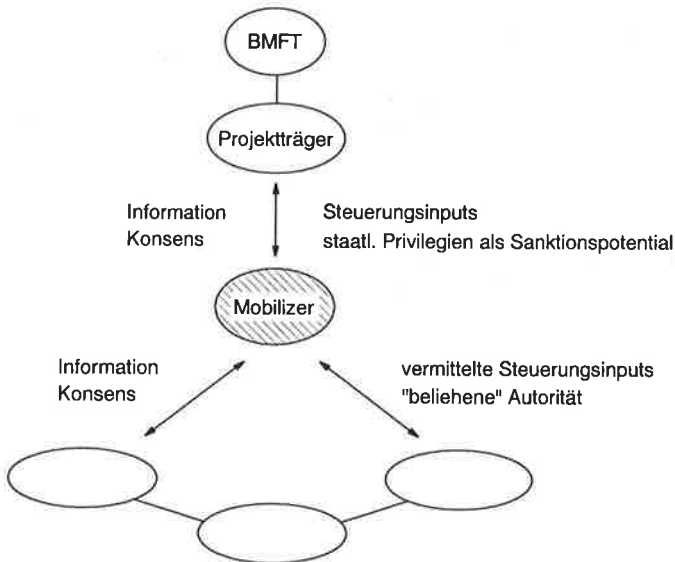 BMFT
Projektträger
Information
Konsens
Steuerungsinputs
staatl. Privilegien als Sanktionspotential
Mobilizer
Information
Konsens
vermittelte Steuerungsinputs
"beliehene" Autorität